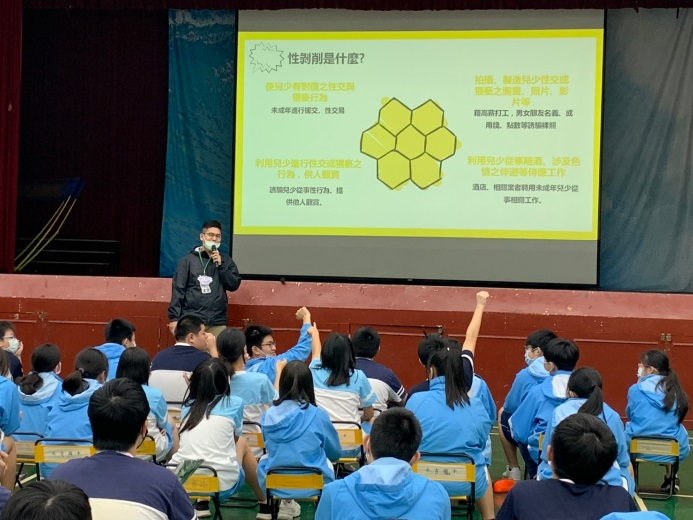 性剝削是什麼?
使兒少有對價之性交與
猥褻行為
未成年進行援交、性交易
拍攝、製造兒少性交或
猥褻之圖畫、照片、影
片等
藉高薪打工，男女朋友名義、或
用錢、點數等誘騙裸照
利用兒少進行性交或猥褻之
行為，供人觀覽
誘騙兒少從事性行為、提
供他人觀看。
利用兒少從事陪酒、涉及色
情之伴遊等侍應工作
酒店、相關業者聘用未成年兒少從
事相關工作。